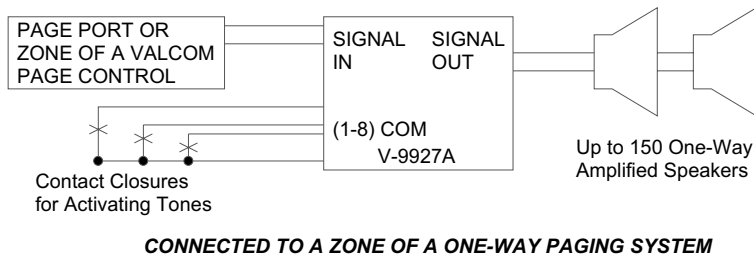 PAGE PORT OR
ZONE OF A VALCOM
PAGE CONTROL
SIGNAL IN
SIGNAL OUT
(1-8) COM
V-9927A
Contact Closures
for Activating Tones
Up to 150 One-Way
Amplified Speakers
CONNECTED TO A ZONE OF A ONE-WAY PAGING SYSTEM